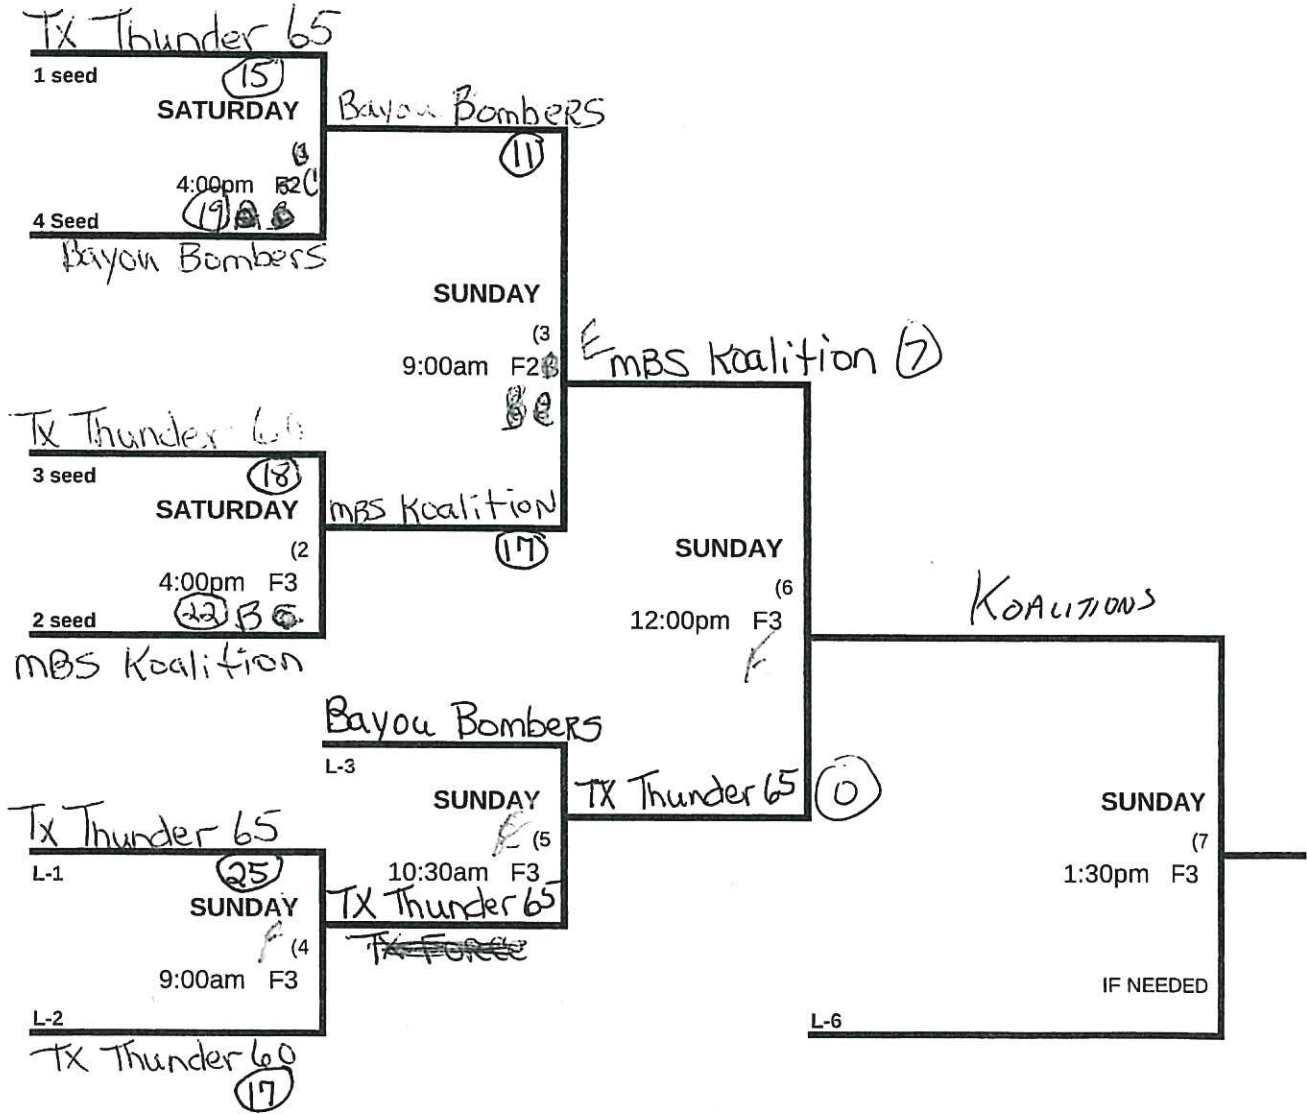 Tx Thunder 65
1 seed
15
SATURDAY
Bayou Bombers
11
4:00pm F2 C
19
4 Seed
Bayou Bombers
SUNDAY
(3
9:00am F2
E mBS Koalition 7
Tx Thunder 60
3 seed
18
SATURDAY
mBS Koalition
17
(2
4:00pm F3
22 B
2 seed
mBS Koalition
SUNDAY
(6
12:00pm F3
KOALITIONS
Bayou Bombers
L-3
SUNDAY
(5
10:30am F3
TX Thunder 65
0
Tx Thunder 65
L-1
25
SUNDAY
(4
9:00am F3
TX Thunder 65
L-2
Tx Thunder 60
17
SUNDAY
(7
1:30pm F3
IF NEEDED
L-6